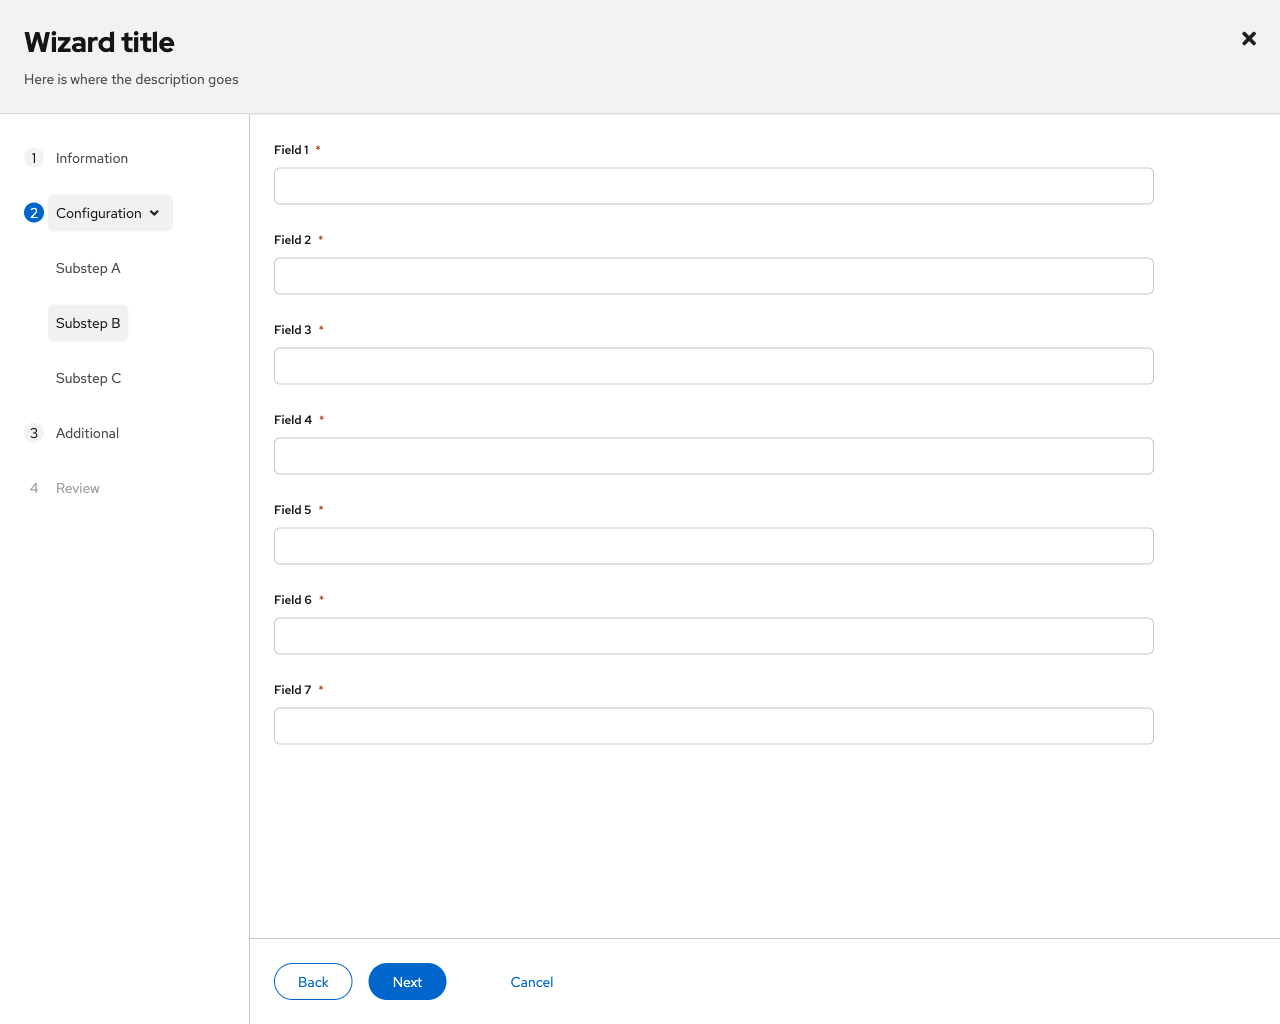 Wizard title
Here is where the description goes
1 Information
2 Configuration
Substep A
Substep B
Substep C
3 Additional
4 Review
Field 1 *
Field 2 *
Field 3 *
Field 4 *
Field 5 *
Field 6 *
Field 7 *
Back Next Cancel